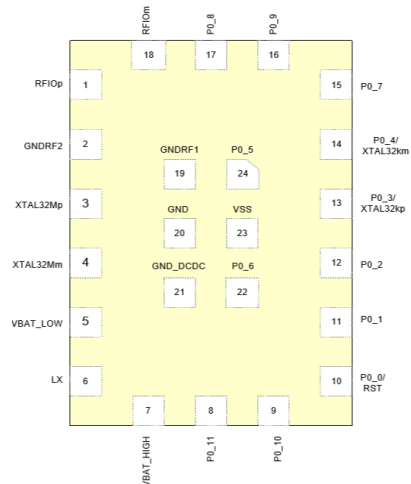 RFIOm
P0_8
P0_9
18
17
16
RFIOp
1
15
P0_7
GNDRF2
2
14
P0_4/
XTAL32km
GNDRF1
P0_5
19
24
XTAL32Mp
3
13
P0_3/
XTAL32kp
GND
VSS
20
23
XTAL32Mm
4
12
P0_2
GND_DCDC
P0_6
21
22
VBAT_LOW
5
11
P0_1
LX
6
10
P0_0/
RST
7
8
9
/BAT_HIGH
P0_11
P0_10